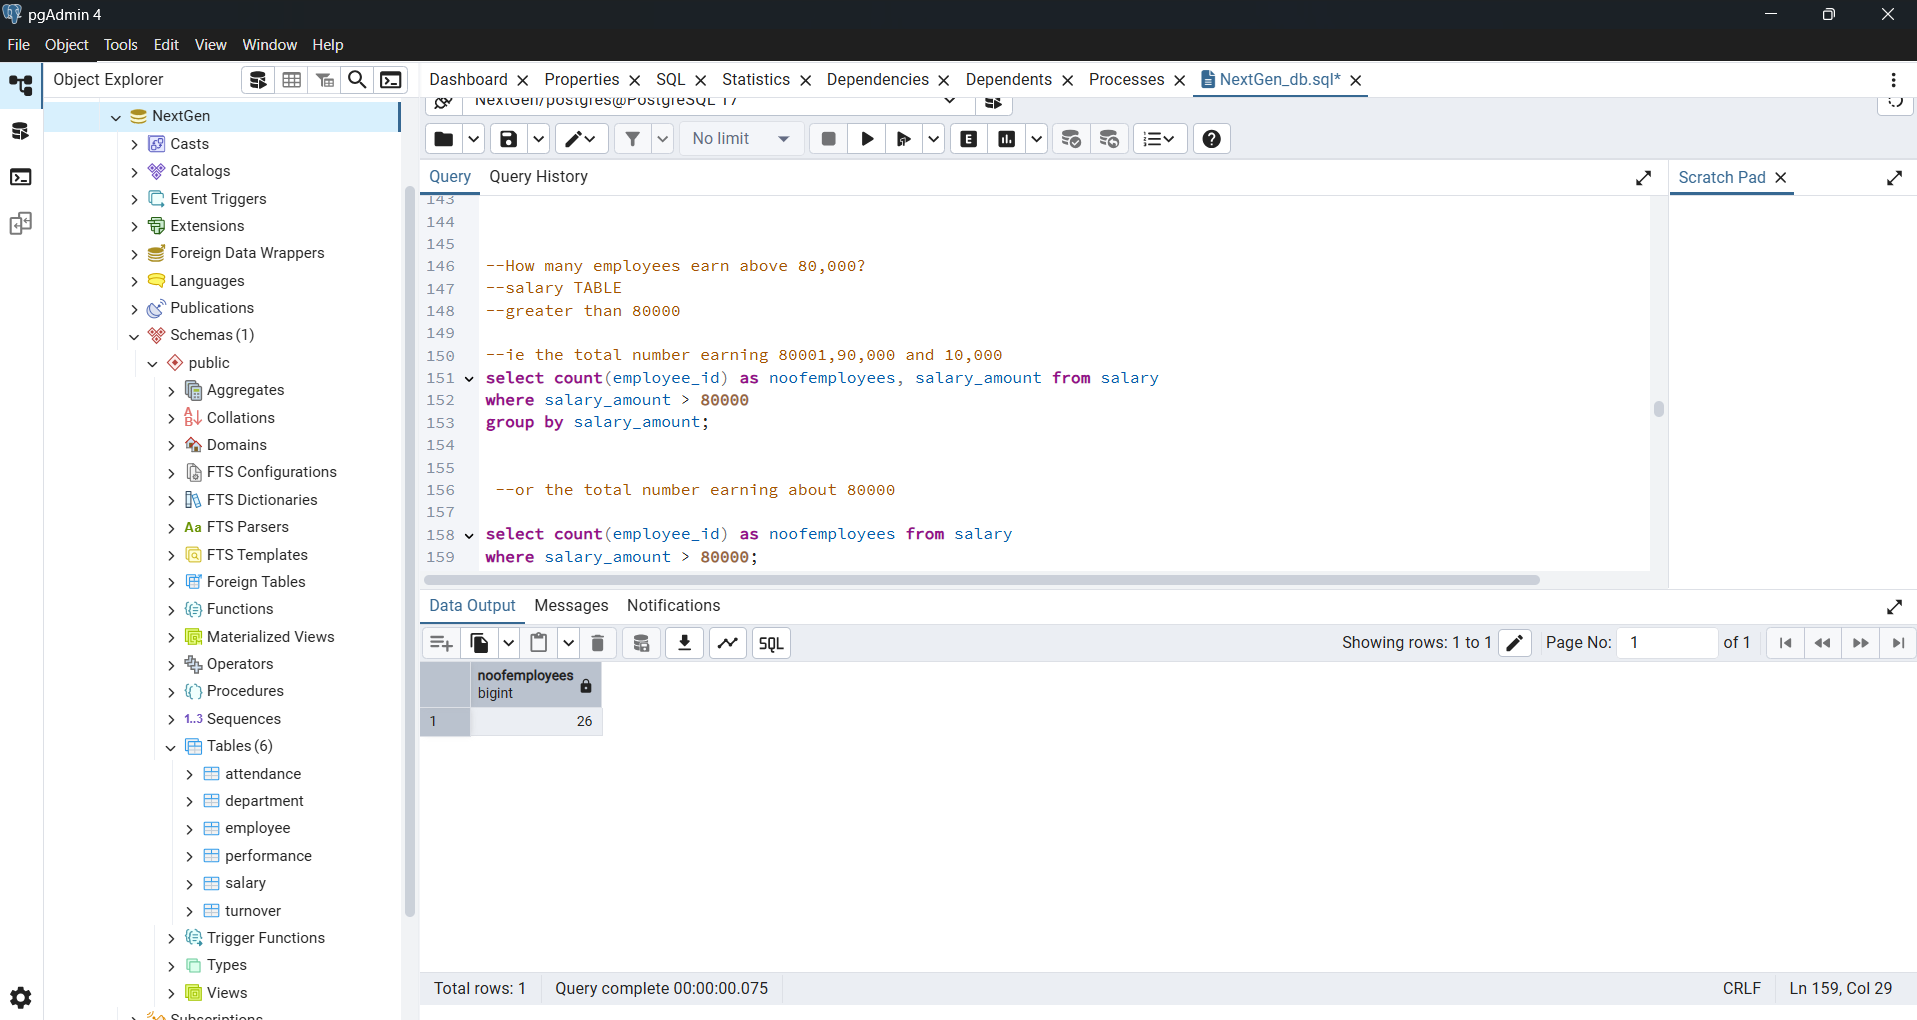 pgAdmin 4
File Object Tools Edit View Window Help
Object Explorer
NextGen
Casts
Catalogs
Event Triggers
Extensions
Foreign Data Wrappers
Languages
Publications
Schemas (1)
public
Aggregates
Collations
Domains
FTS Configurations
FTS Dictionaries
Aa FTS Parsers
FTS Templates
Foreign Tables
Functions
Materialized Views
Operators
Procedures
1..3 Sequences
Tables (6)
attendance
department
employee
performance
salary
turnover
Trigger Functions
Types
Views
Subscriptions
Dashboard Properties SQL Statistics Dependencies Dependents Processes NextGen_db.sql*
NextGen/postgres@PostgreSQL 17
No limit
Query Query History
Scratch Pad
143
144
145
146 --How many employees earn above 80,000?
147 --salary TABLE
148 --greater than 80000
149
150 --ie the total number earning 80001,90,000 and 10,000
151 select count(employee_id) as noofemployees, salary_amount from salary
152 where salary_amount > 80000
153 group by salary_amount;
154
155
156 --or the total number earning about 80000
157
158 select count(employee_id) as noofemployees from salary
159 where salary_amount > 80000;
Data Output Messages Notifications
SQL
Showing rows: 1 to 1 Page No: 1 of 1
noofemployees
bigint
1 26
Total rows: 1 Query complete 00:00:00.075 CRLF Ln 159, Col 29